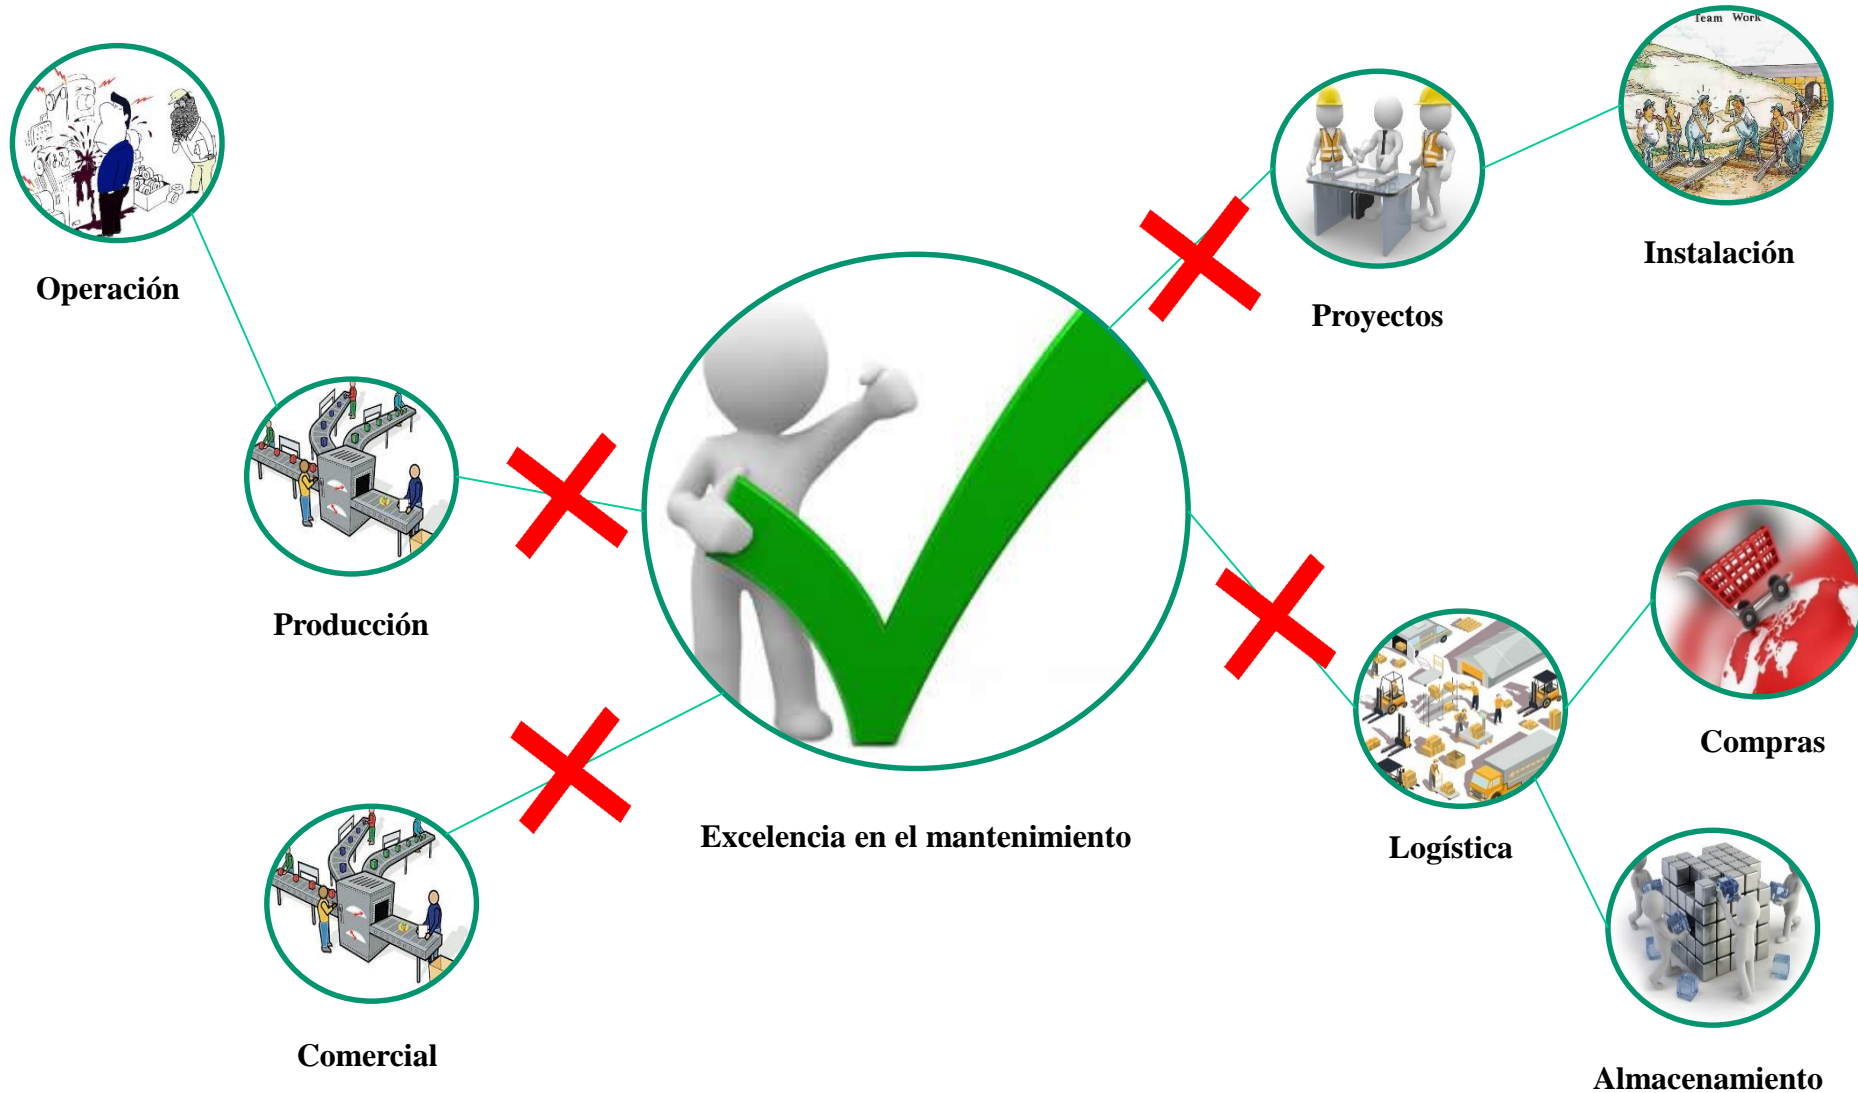 Team Work
Operación
Instalación
Proyectos
Producción
Compras
Excelencia en el mantenimiento
Logística
Comercial
Almacenamiento